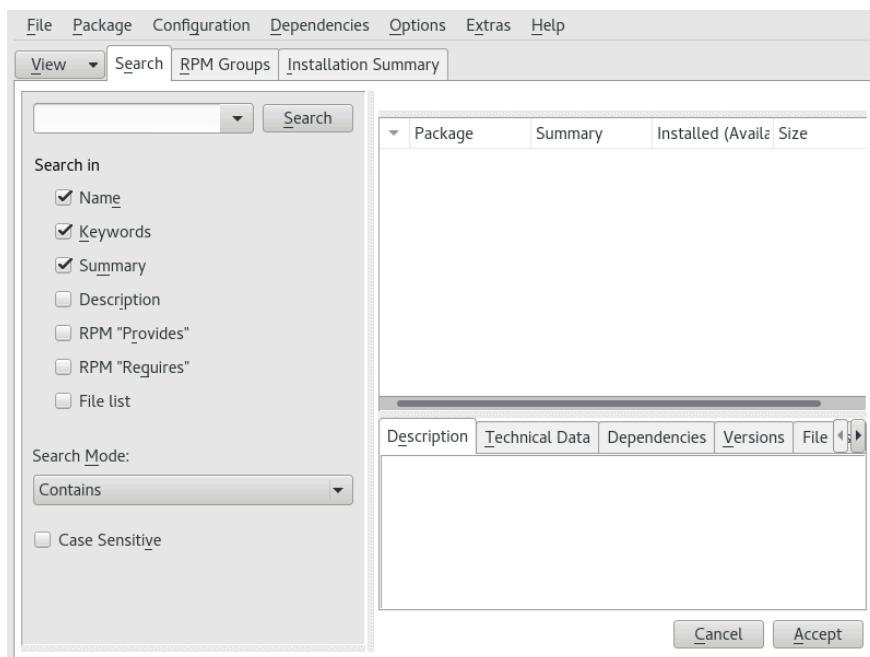 File Package Configuration Dependencies Options Extras Help
View Search RPM Groups Installation Summary
Search
Package Summary Installed (Availa Size
Search in
Name
Keywords
Summary
Description
RPM "Provides"
RPM "Requires"
File list
Search Mode:
Contains
Case Sensitive
Description Technical Data Dependencies Versions File
Cancel Accept